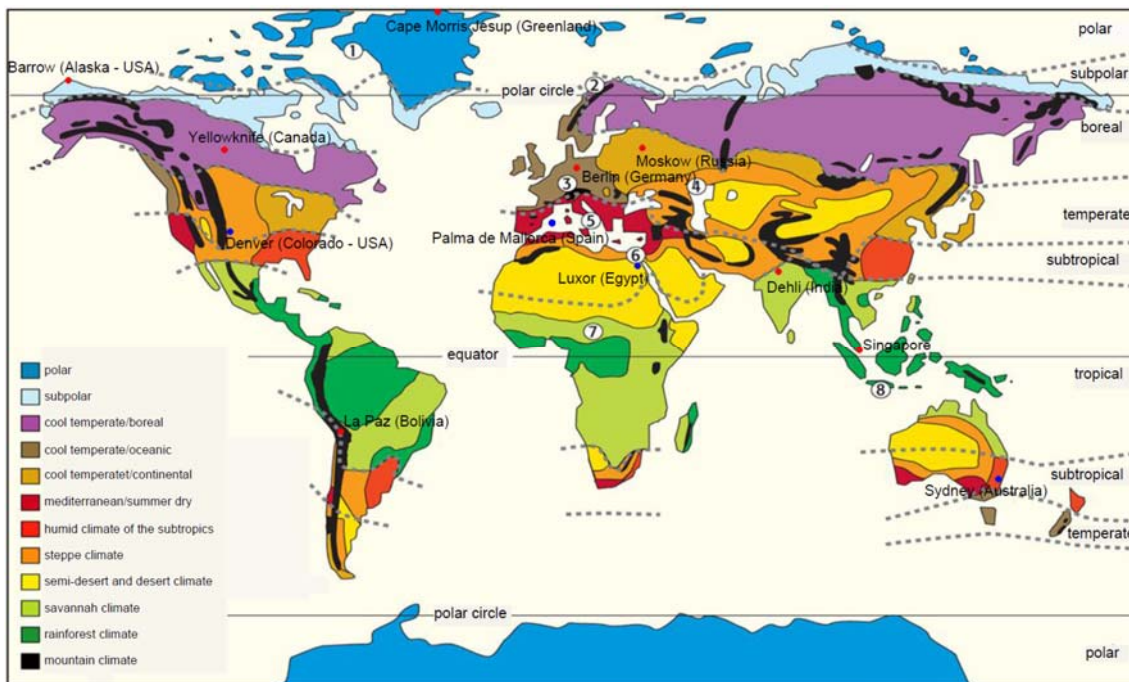 Cape Morris Jesup (Greenland)
polar
1
Barrow (Alaska - USA)
subpolar
2
polar circle
boreal
Yellowknife (Canada)
Moskow (Russia)
Berlin (Germany)
3
4
temperate
5
Denver (Colorado - USA)
Palma de Mallorca (Spain)
6
subtropical
Luxor (Egypt)
Dehli (India)
7
Singapore
equator
tropical
8
La Paz (Bolivia)
subtropical
Sydney (Australia)
temperate
polar circle
polar
polar
subpolar
cool temperate/boreal
cool temperate/oceanic
cool temperatet/continental
mediterranean/summer dry
humid climate of the subtropics
steppe climate
semi-desert and desert climate
savannah climate
rainforest climate
mountain climate